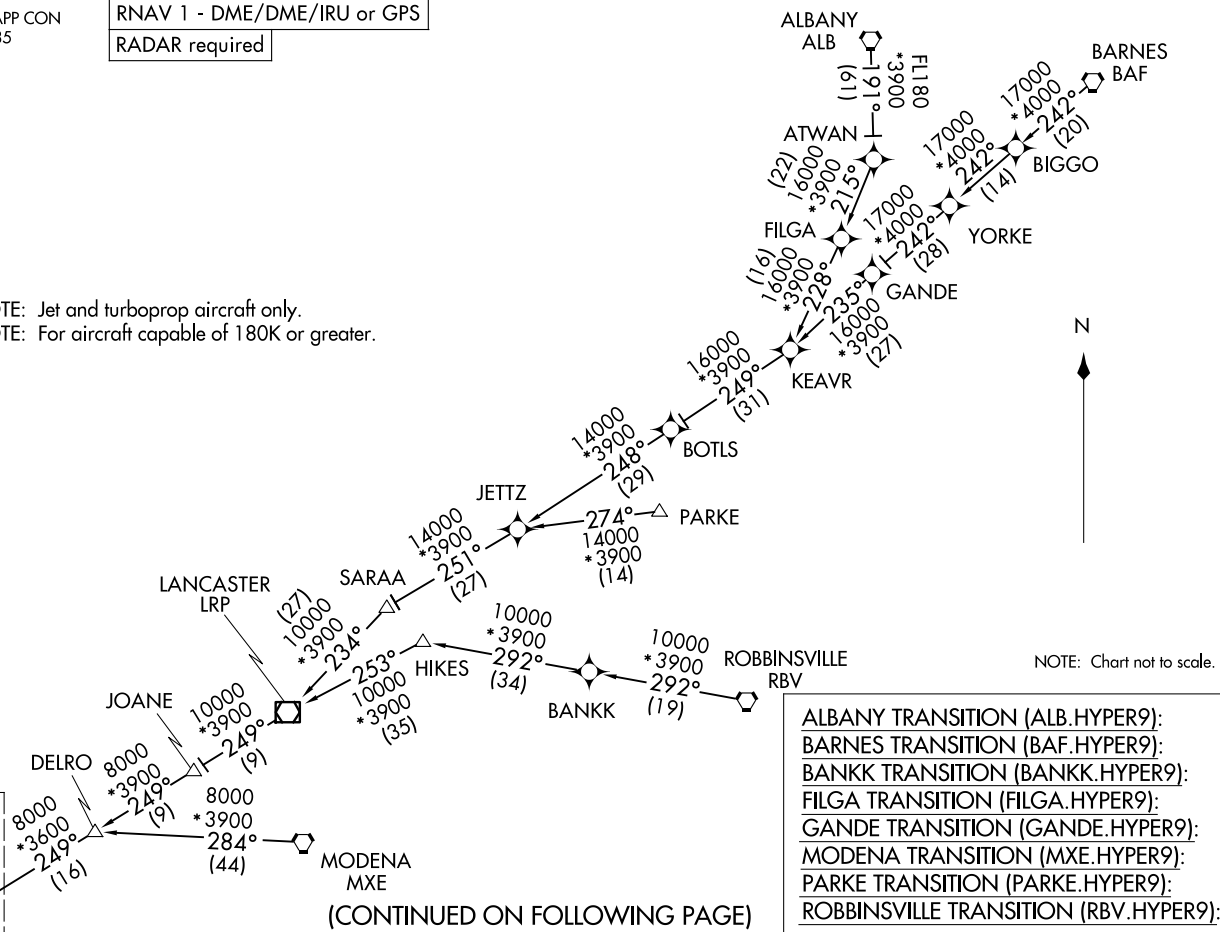 APP CON
RNAV 1 - DME/DME/IRU or GPS
RADAR required
ALBANY
ALB
BARNES
BAF
FL180
*3900
191°
(61)
17000
*4000
242°
(20)
BIGGO
ATWAN
17000
*4000
242°
(14)
YORKE
(22)
16000
*3900
215°
FILGA
17000
*4000
242°
(28)
GANDE
(16)
16000
*3900
228°
235°
16000
*3900
(27)
KEAVR
TE: Jet and turboprop aircraft only.
TE: For aircraft capable of 180K or greater.
N
16000
*3900
249°
(31)
BOTLS
14000
*3900
248°
(29)
JETTZ
274°
14000
*3900
(14)
PARKE
14000
*3900
251°
(27)
SARAA
LANCASTER
LRP
(27)
10000
*3900
234°
253°
10000
*3900
(35)
HIKES
10000
*3900
292°
(34)
BANKK
10000
*3900
292°
(19)
ROBBINSVILLE
RBV
NOTE: Chart not to scale.
JOANE
10000
*3900
249°
(9)
DELRO
8000
*3900
249°
(9)
8000
*3600
249°
(16)
8000
*3900
284°
(44)
MODENA
MXE
(CONTINUED ON FOLLOWING PAGE)
ALBANY TRANSITION (ALB.HYPER9):
BARNES TRANSITION (BAF.HYPER9):
BANKK TRANSITION (BANKK.HYPER9):
FILGA TRANSITION (FILGA.HYPER9):
GANDE TRANSITION (GANDE.HYPER9):
MODENA TRANSITION (MXE.HYPER9):
PARKE TRANSITION (PARKE.HYPER9):
ROBBINSVILLE TRANSITION (RBV.HYPER9):